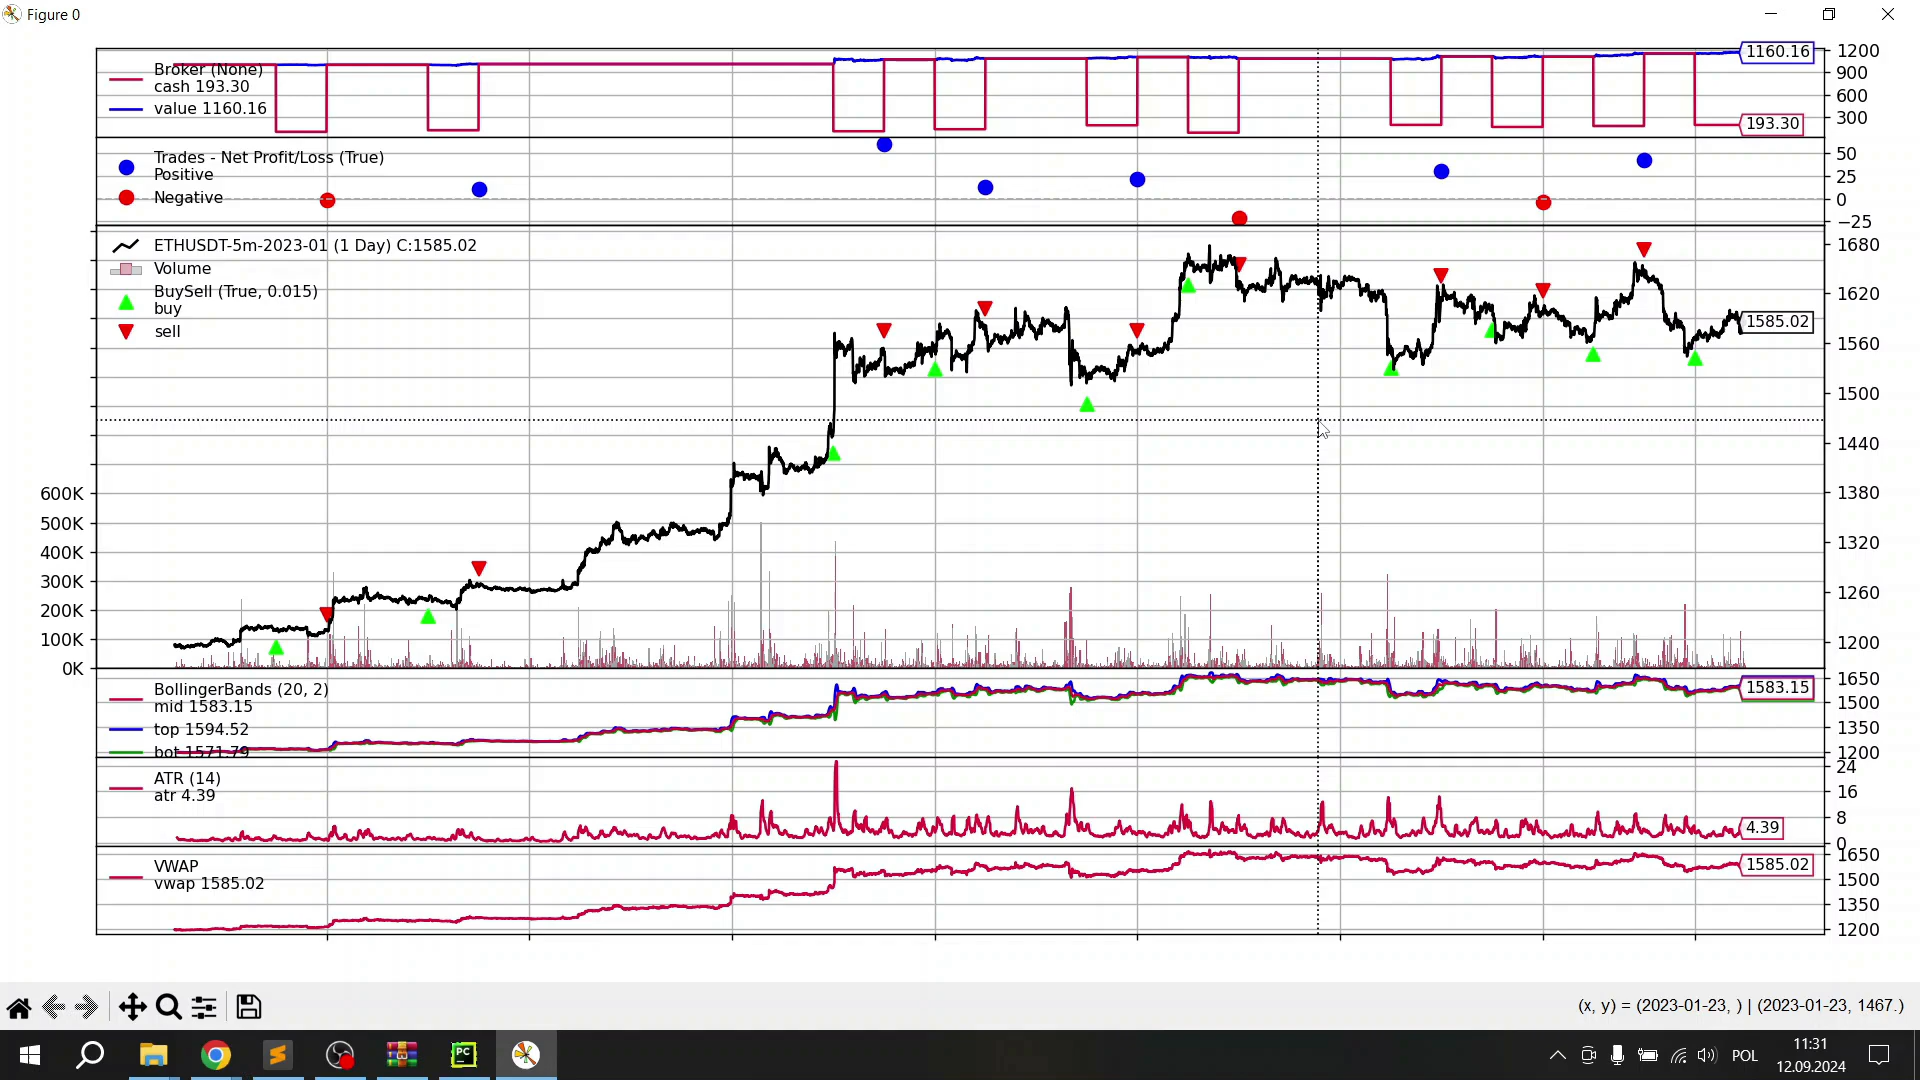 Figure 0
Broker (None)
cash 193.30
value 1160.16
1160.16
193.30
1200
900
600
300
Trades - Net Profit/Loss (True)
Positive
Negative
50
25
0
−25
ETHUSDT-5m-2023-01 (1 Day) C:1585.02
Volume
BuySell (True, 0.015)
buy
sell
1585.02
1680
1620
1560
1500
1440
1380
1320
1260
1200
600K
500K
400K
300K
200K
100K
0K
BollingerBands (20, 2)
mid 1583.15
top 1594.52
bot 1571.79
1583.15
1650
1500
1350
1200
ATR (14)
atr 4.39
4.39
24
16
8
0
VWAP
vwap 1585.02
1585.02
1650
1500
1350
1200
(x, y) = (2023-01-23, ) | (2023-01-23, 1467.)
PC
POL
11:31
12.09.2024